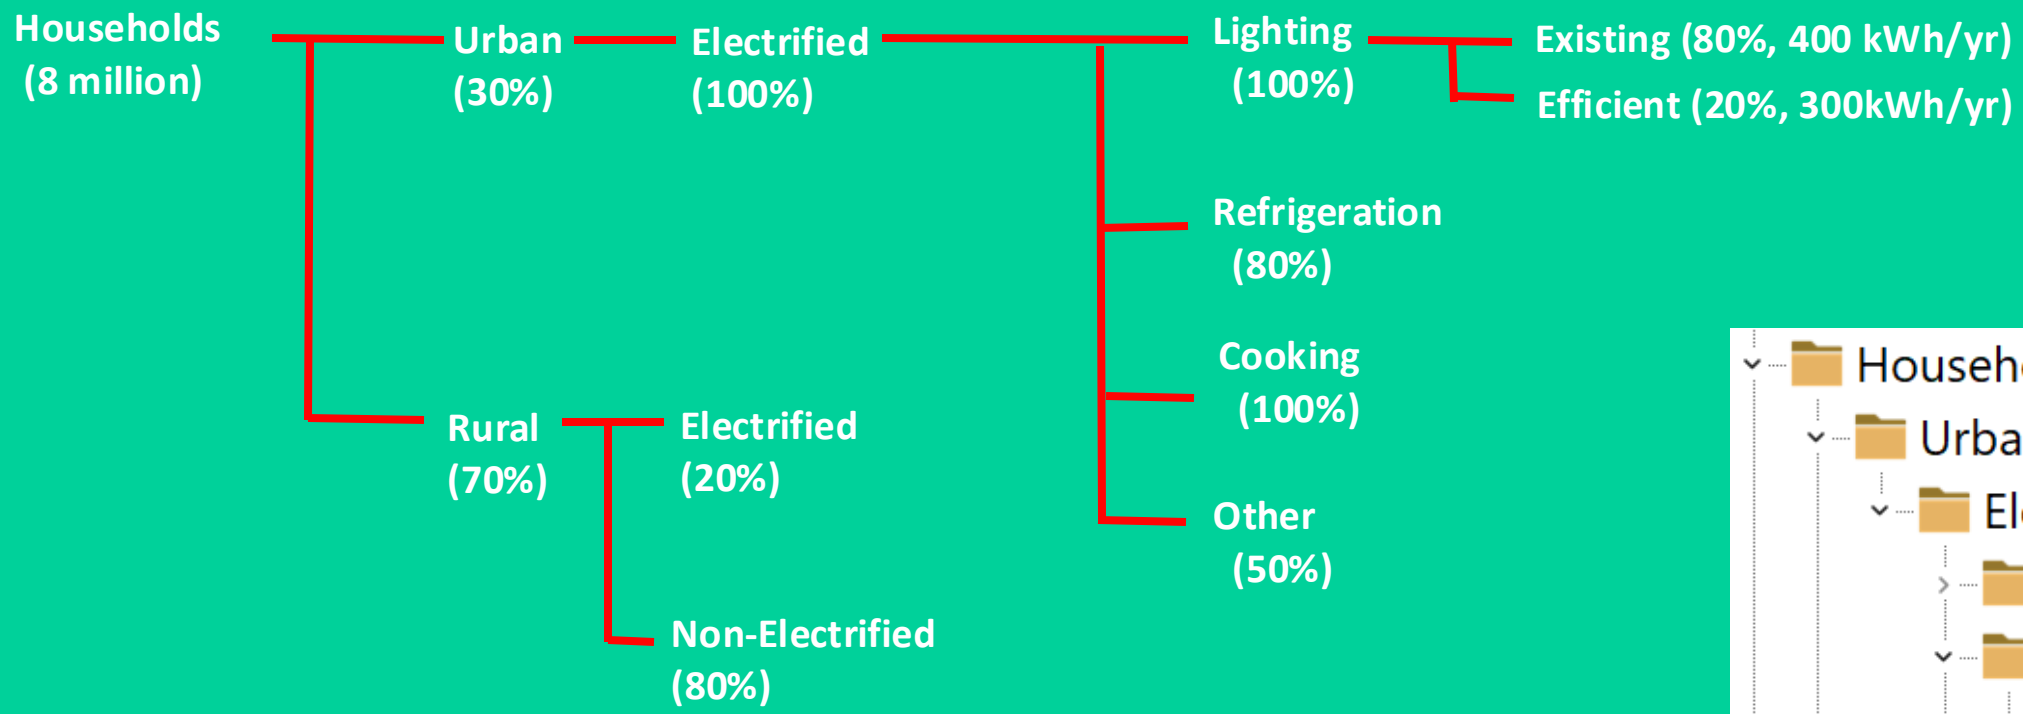 Households
(8 million)
Urban
(30%)
Electrified
(100%)
Lighting
(100%)
Existing (80%, 400 kWh/yr)
Efficient (20%, 300kWh/yr)
Refrigeration
(80%)
Cooking
(100%)
Other
(50%)
Rural
(70%)
Electrified
(20%)
Non-Electrified
(80%)